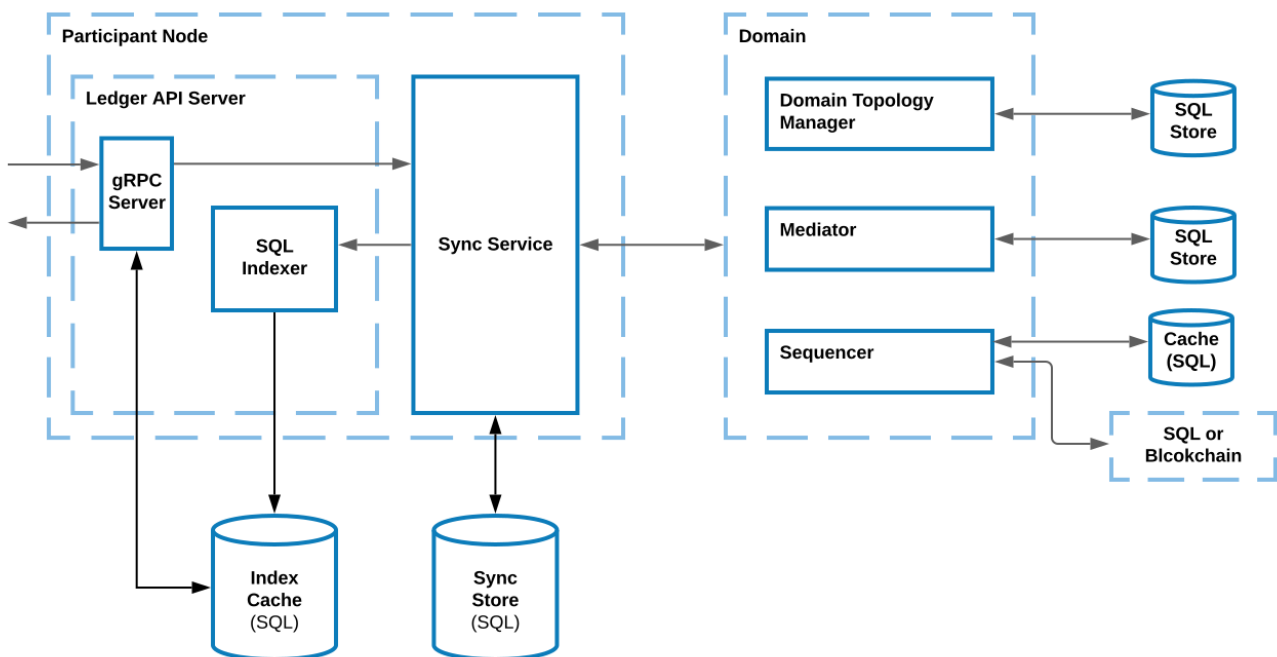 Participant Node
Ledger API Server
gRPC
Server
SQL
Indexer
Sync Service
Index
Cache
(SQL)
Sync
Store
(SQL)
Domain
Domain Topology
Manager
SQL
Store
Mediator
SQL
Store
Sequencer
Cache
(SQL)
SQL or
Blcokchain